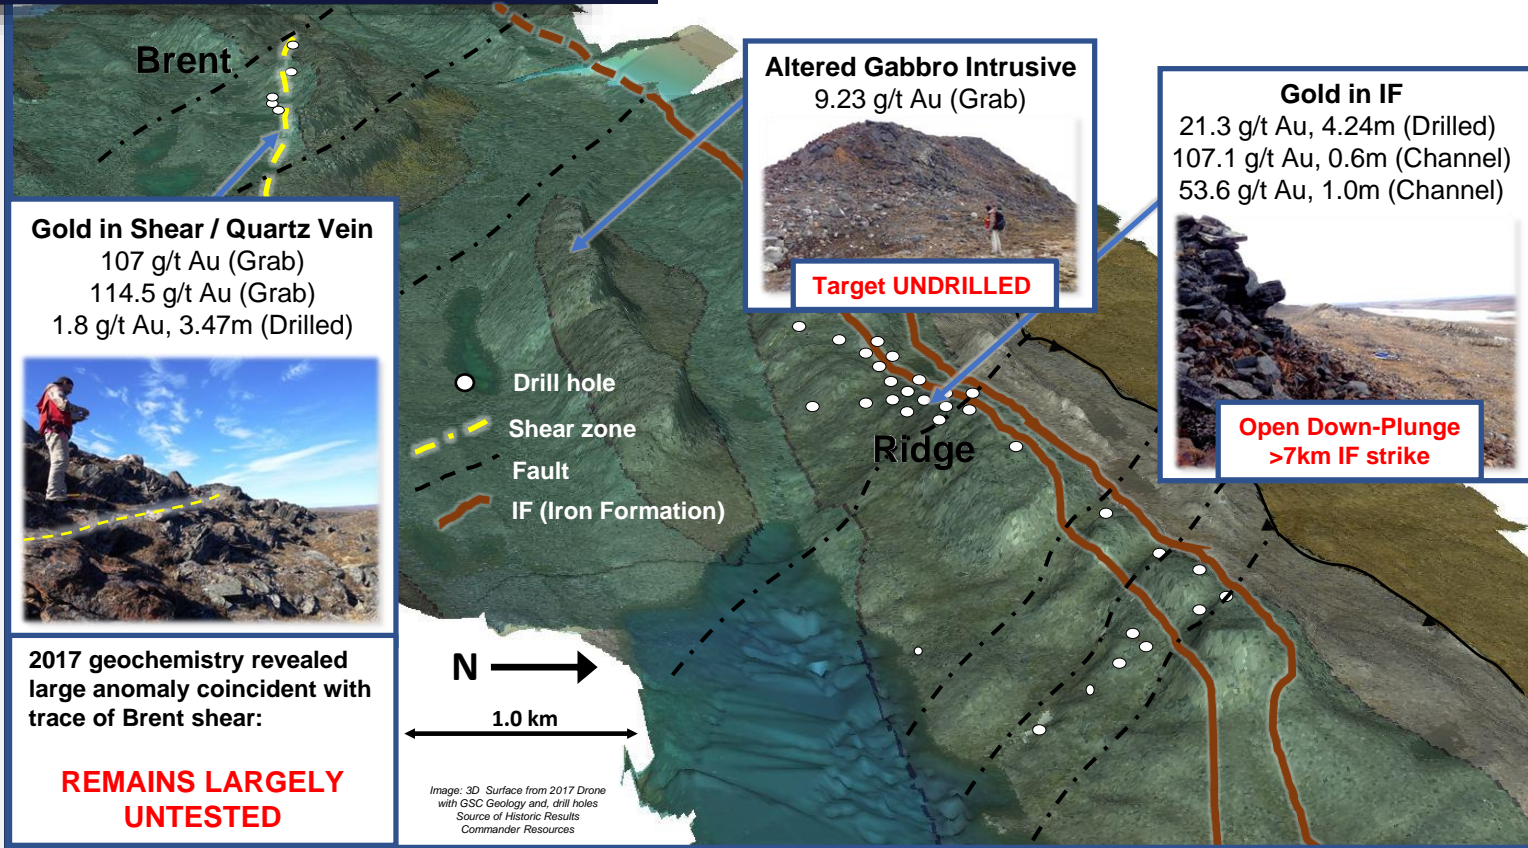 Brent
Altered Gabbro Intrusive
9.23 g/t Au (Grab)
Target UNDRILLED
Gold in IF
21.3 g/t Au, 4.24m (Drilled)
107.1 g/t Au, 0.6m (Channel)
53.6 g/t Au, 1.0m (Channel)
Open Down-Plunge
>7km IF strike
Gold in Shear / Quartz Vein
107 g/t Au (Grab)
114.5 g/t Au (Grab)
1.8 g/t Au, 3.47m (Drilled)
Drill hole
Shear zone
Fault
IF (Iron Formation)
Ridge
2017 geochemistry revealed
large anomaly coincident with
trace of Brent shear:
REMAINS LARGELY
UNTESTED
N
1.0 km
Image: 3D Surface from 2017 Drone
with GSC Geology and, drill holes
Source of Historic Results
Commander Resources